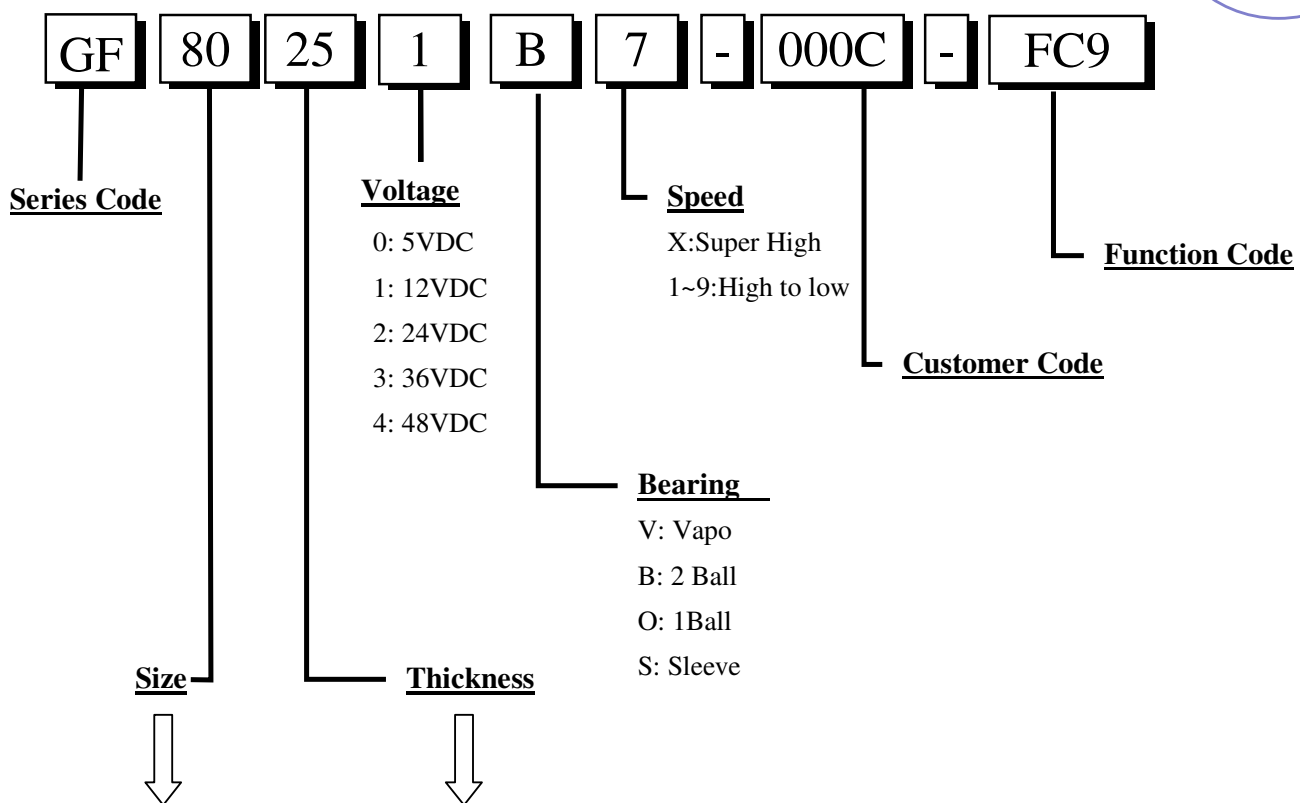 GF 80 25 1 B 7 - 000C - FC9
Series Code
Voltage
0: 5VDC
1: 12VDC
2: 24VDC
3: 36VDC
4: 48VDC
Speed
X:Super High
1~9:High to low
Function Code
Customer Code
Bearing
V: Vapo
B: 2 Ball
O: 1Ball
S: Sleeve
Size
Thickness